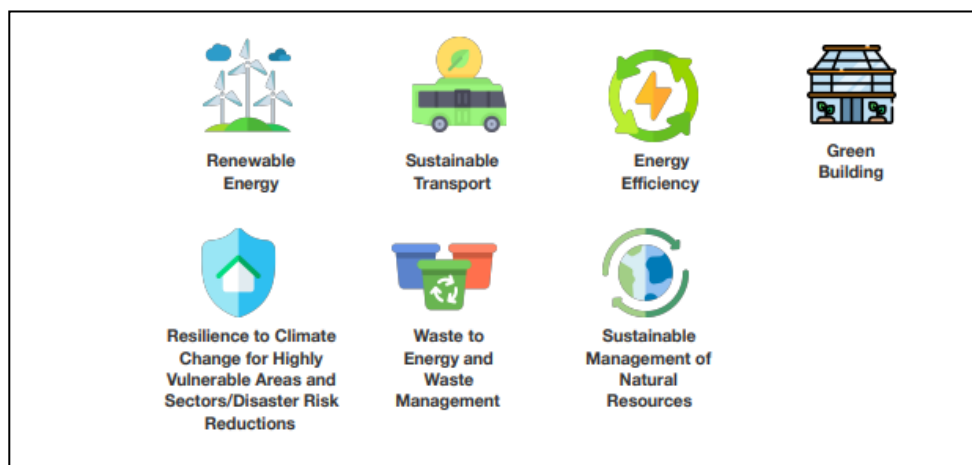 Renewable
Energy
Sustainable
Transport
Energy
Efficiency
Green
Building
Resilience to Climate
Change for Highly
Vulnerable Areas and
Sectors/Disaster Risk
Reductions
Waste to
Energy and
Waste
Management
Sustainable
Management of
Natural
Resources